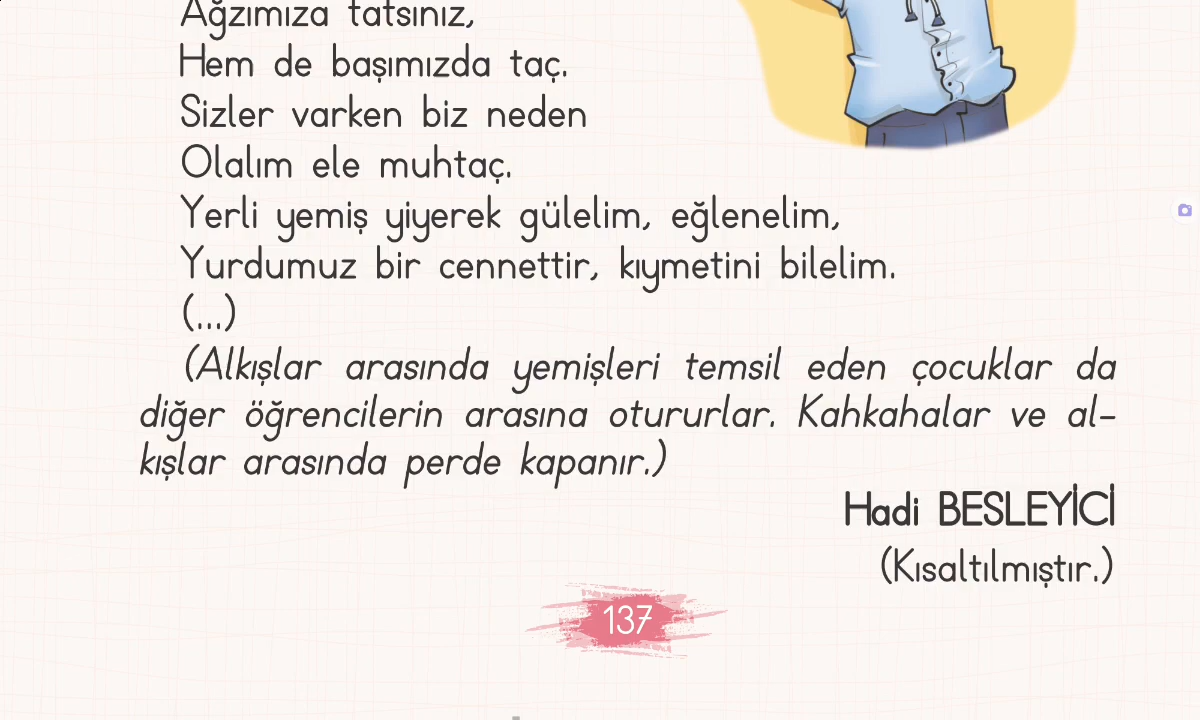 Ağzımıza tatsınız,
Hem de başımızda taç.
Sizler varken biz neden
Olalım ele muhtaç.
Yerli yemiş yiyerek gülelim, eğlenelim,
Yurdumuz bir cennettir, kıymetini bilelim.
(...)
(Alkışlar arasında yemişleri temsil eden çocuklar da
diğer öğrencilerin arasına otururlar. Kahkahalar ve al-
kışlar arasında perde kapanır.)
Hadi BESLEYİCİ
(Kısaltılmıştır.)
137